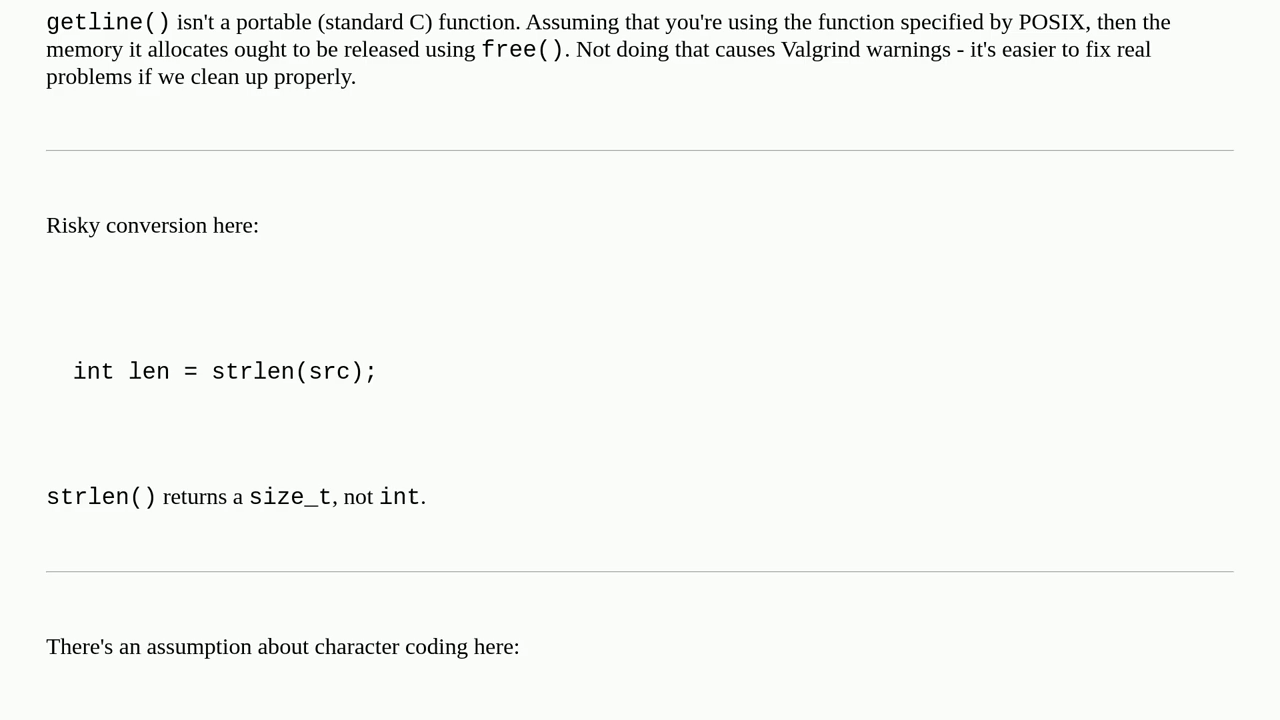 getline() isn't a portable (standard C) function. Assuming that you're using the function specified by POSIX, then the
memory it allocates ought to be released using free(). Not doing that causes Valgrind warnings - it's easier to fix real
problems if we clean up properly.
Risky conversion here:
int len = strlen(src);
strlen() returns a size_t, not int.
There's an assumption about character coding here: